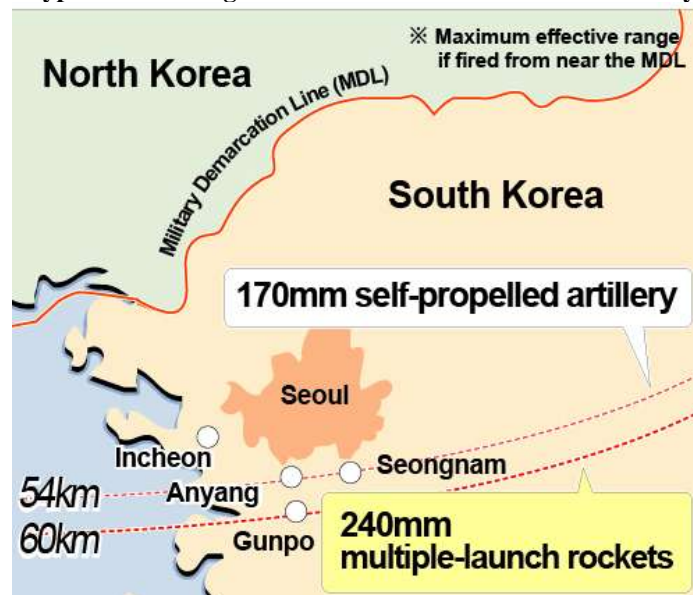 ※ Maximum effective range
if fired from near the MDL
North Korea
Military Demarcation Line (MDL)
South Korea
170mm self-propelled artillery
Seoul
Incheon
Seongnam
54km
Anyang
60km
Gunpo
240mm
multiple-launch rockets